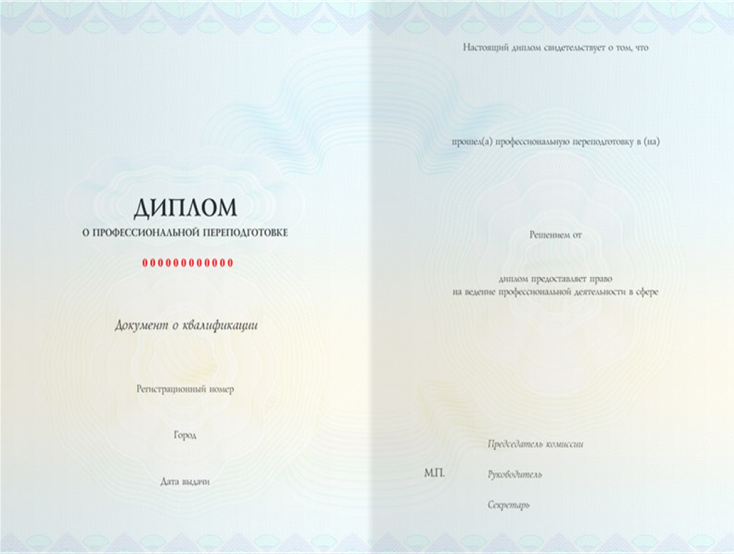 ДИПЛОМ
О ПРОФЕССИОНАЛЬНОЙ ПЕРЕПОДГОТОВКЕ
000000000000
Документ о квалификации
Регистрационный номер
Город
Дата выдачи
Настоящий диплом свидетельствует о том, что
прошел(а) профессиональную переподготовку в (на)
Решением от
диплом предоставляет право
на ведение профессиональной деятельности в сфере
Председатель комиссии
М.П.
Руководитель
Секретарь